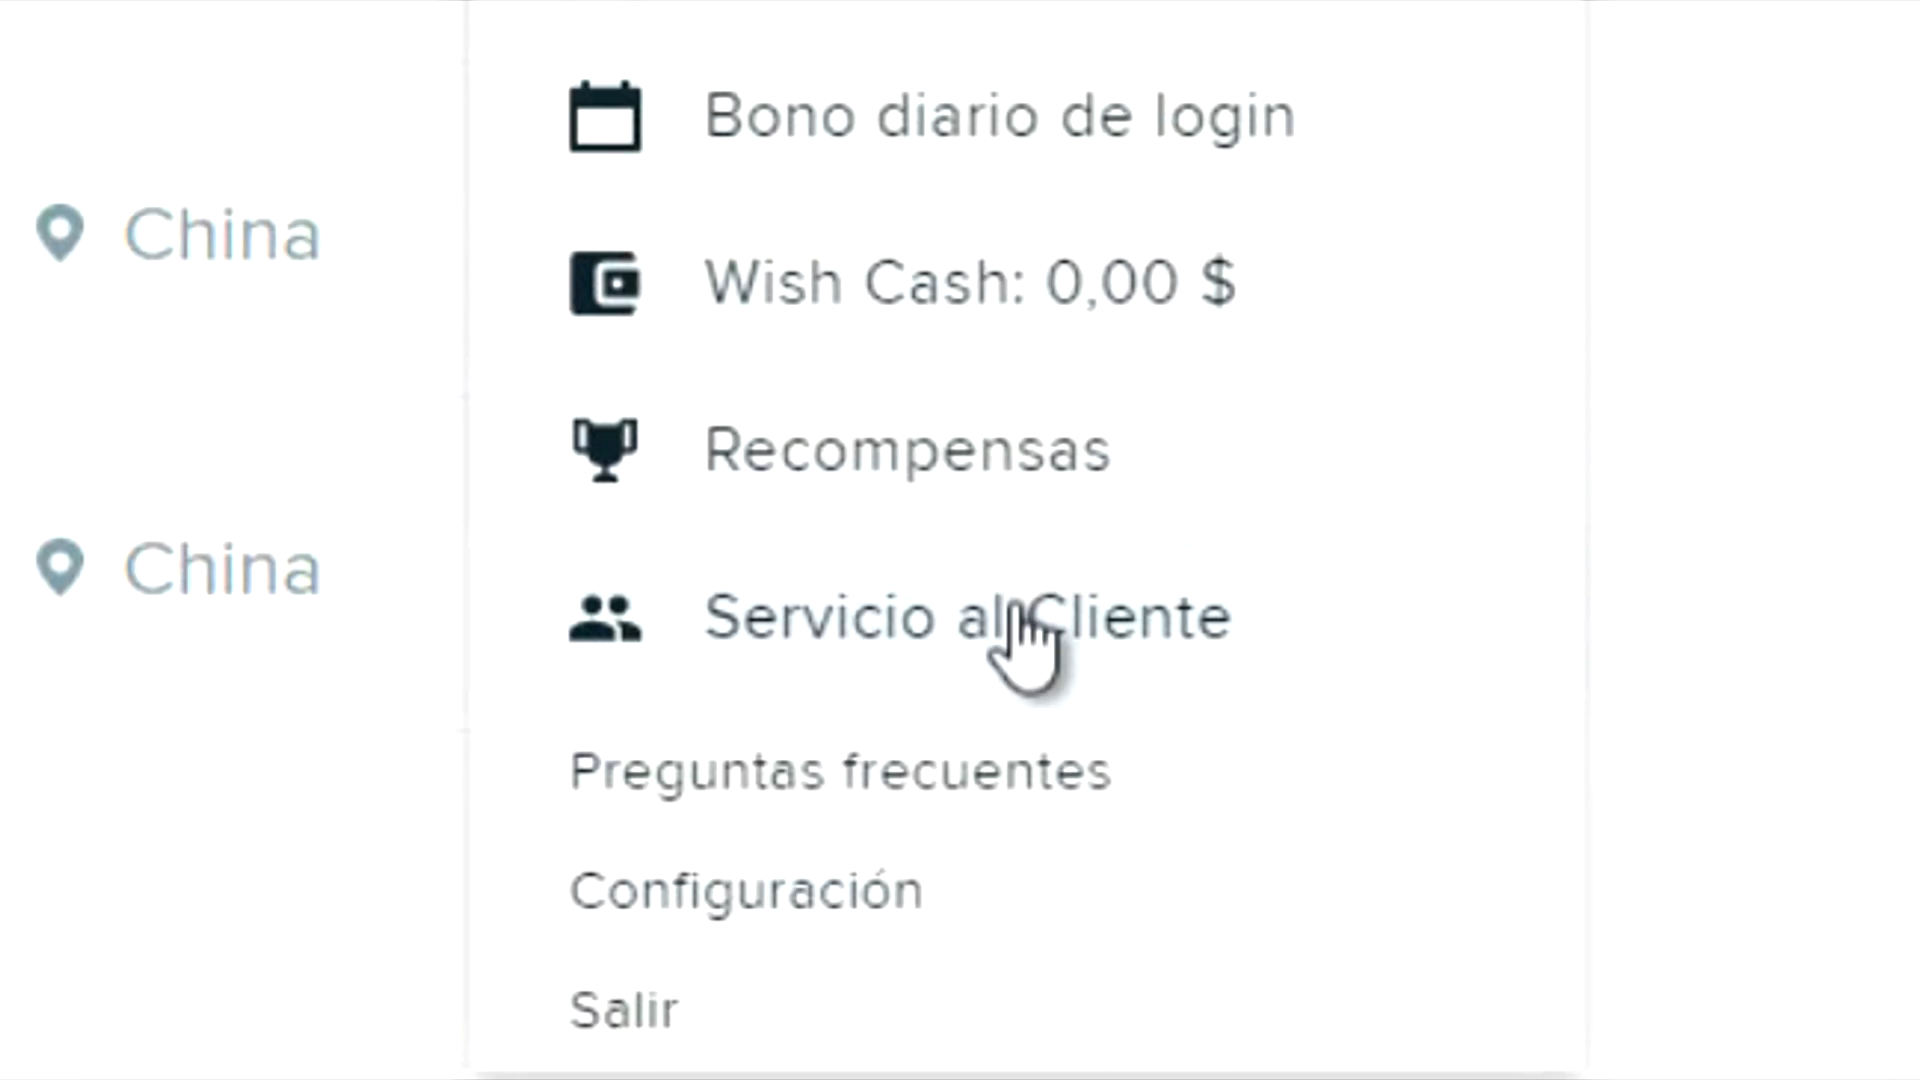 Bono diario de login
China
Wish Cash: 0,00 $
Recompensas
China
Servicio al Cliente
Preguntas frecuentes
Configuración
Salir